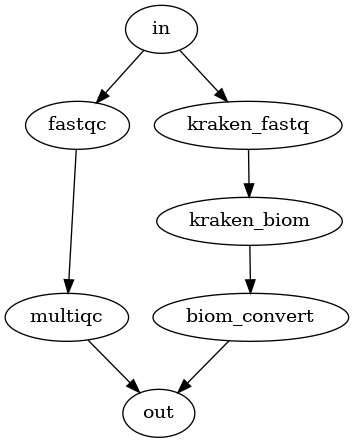 in
fastqc
kraken_fastq
kraken_biom
multiqc
biom_convert
out